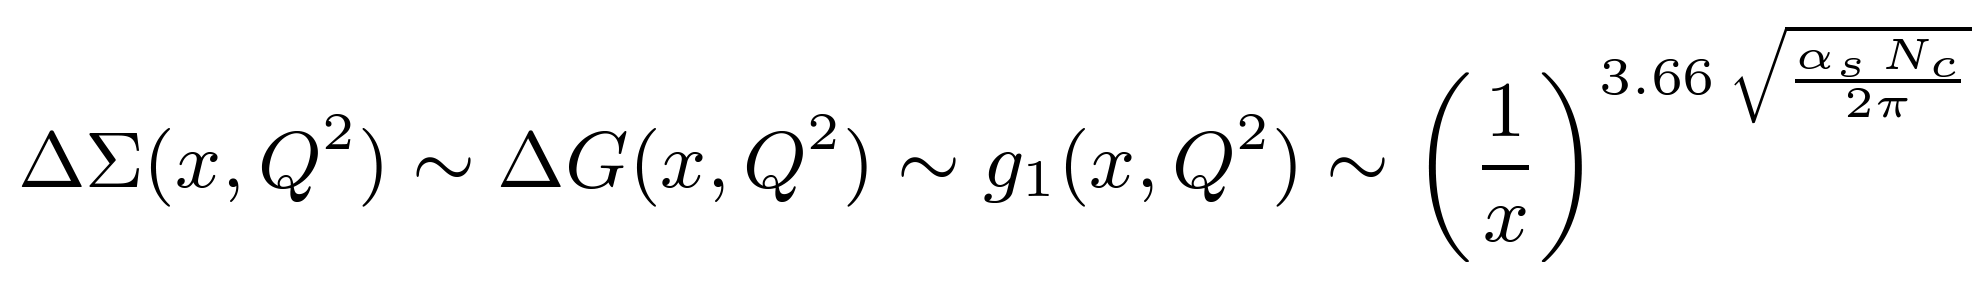 ΔΣ(x, Q²) ∼ ΔG(x, Q²) ∼ g₁(x, Q²) ∼ (1/x)^{3.66 √(α_s N_c / 2π)}